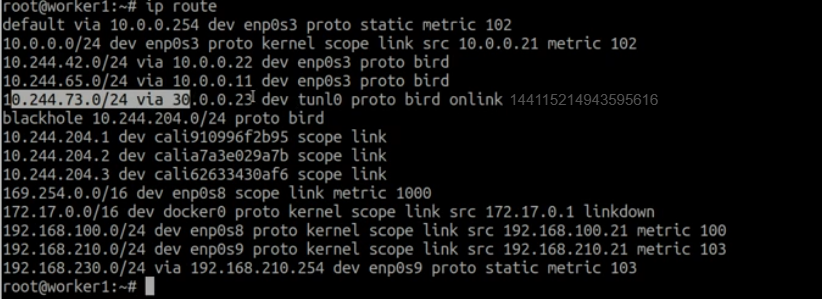 root@worker1:~# ip route
default via 10.0.0.254 dev enp0s3 proto static metric 102
10.0.0.0/24 dev enp0s3 proto kernel scope link src 10.0.0.21 metric 102
10.244.42.0/24 via 10.0.0.22 dev enp0s3 proto bird
10.244.65.0/24 via 10.0.0.11 dev enp0s3 proto bird
10.244.73.0/24 via 30.0.0.23 dev tunl0 proto bird onlink 144115214943595616
blackhole 10.244.204.0/24 proto bird
10.244.204.1 dev cali910996f2b95 scope link
10.244.204.2 dev calia7a3e029a7b scope link
10.244.204.3 dev cali62633430af6 scope link
169.254.0.0/16 dev enp0s8 scope link metric 1000
172.17.0.0/16 dev docker0 proto kernel scope link src 172.17.0.1 linkdown
192.168.100.0/24 dev enp0s8 proto kernel scope link src 192.168.100.21 metric 100
192.168.210.0/24 dev enp0s9 proto kernel scope link src 192.168.210.21 metric 103
192.168.230.0/24 via 192.168.210.254 dev enp0s9 proto static metric 103
root@worker1:~#